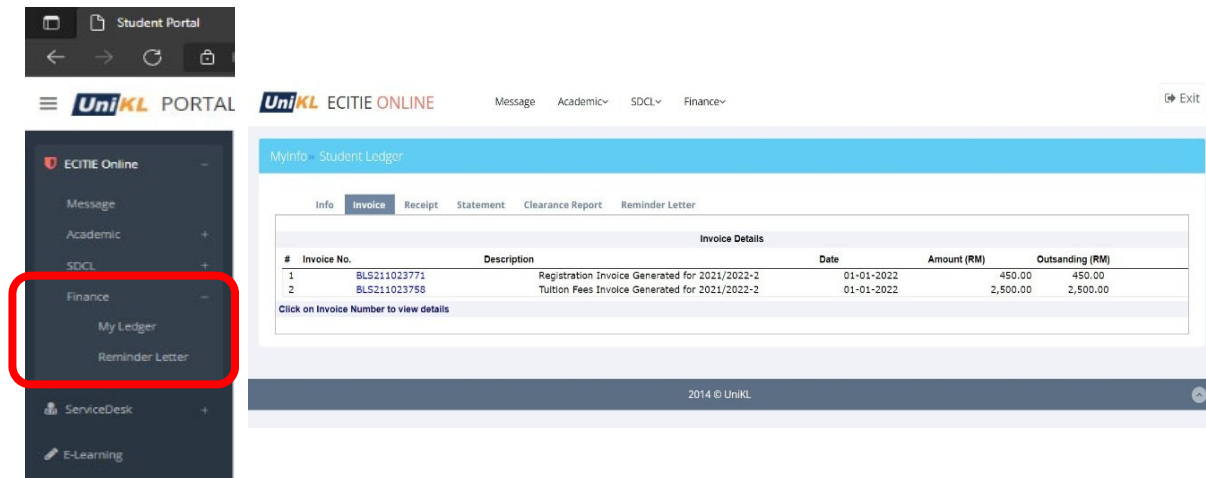 Student Portal
UniKL PORTAL
ECITIE Online
Message
Academic
SDCL
Finance
My Ledger
Reminder Letter
ServiceDesk
E-Learning
UniKL ECITIE ONLINE Message Academic SDCL Finance Exit
MyInfo» Student Ledger
Info Invoice Receipt Statement Clearance Report Reminder Letter
Invoice Details
# Invoice No. Description Date Amount (RM) Outsanding (RM)
1 BLS211023771 Registration Invoice Generated for 2021/2022-2 01-01-2022 450.00 450.00
2 BLS211023758 Tuition Fees Invoice Generated for 2021/2022-2 01-01-2022 2,500.00 2,500.00
Click on Invoice Number to view details
2014 © UniKL